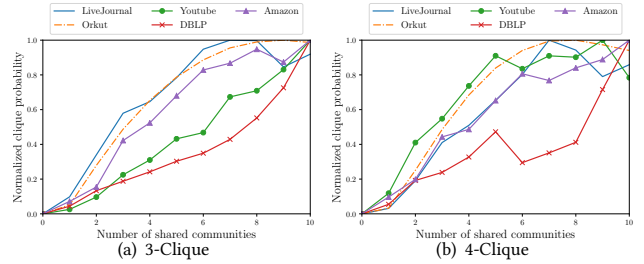 LiveJournal Youtube Amazon
Orkut DBLP
Normalized clique probability
1.0
0.8
0.6
0.4
0.2
0.0
0 2 4 6 8 10
Number of shared communities
(a) 3-Clique
LiveJournal Youtube Amazon
Orkut DBLP
Normalized clique probability
1.0
0.8
0.6
0.4
0.2
0.0
0 2 4 6 8 10
Number of shared communities
(b) 4-Clique